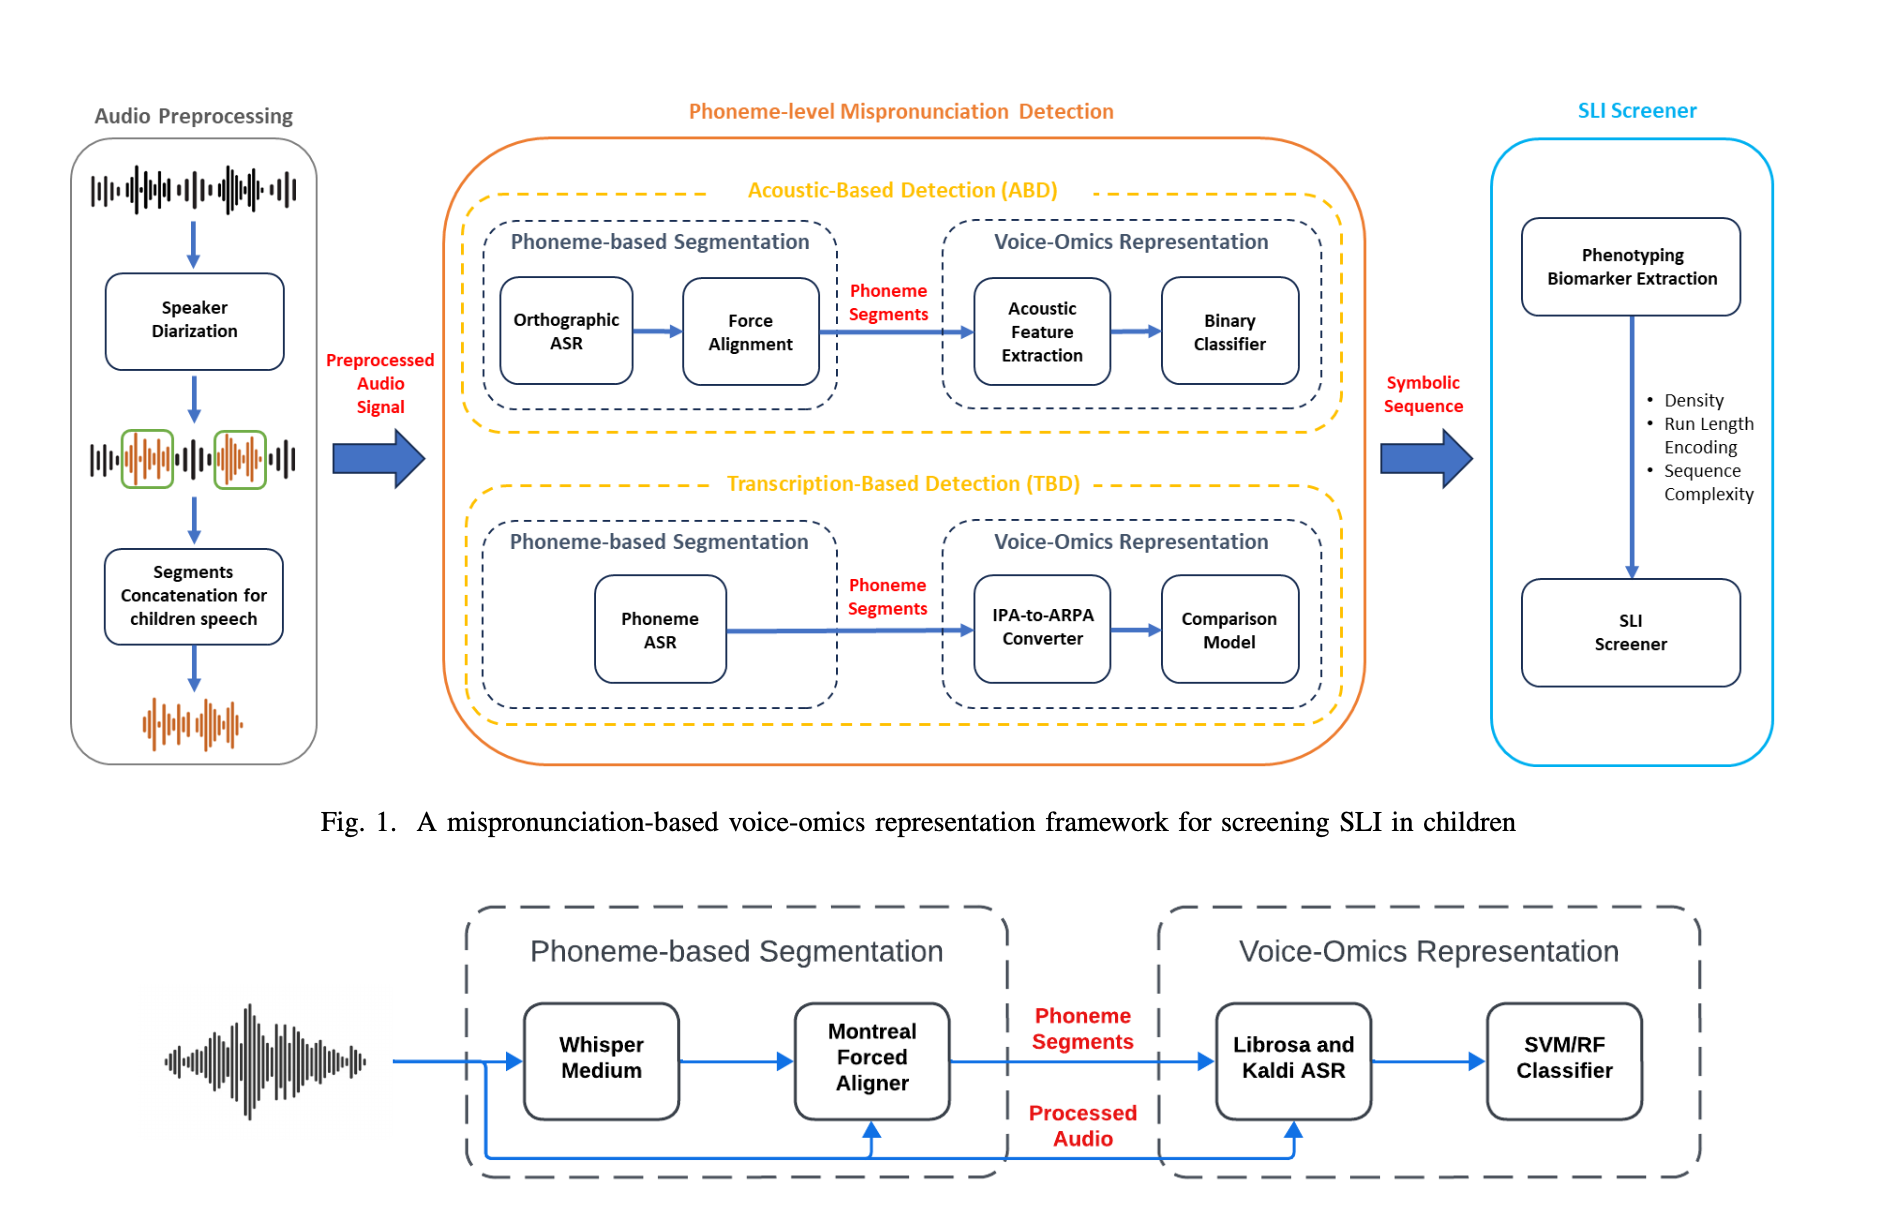 Audio Preprocessing
Speaker
Diarization
Segments
Concatenation for
children speech
Preprocessed
Audio
Signal
Phoneme-level Mispronunciation Detection
Acoustic-Based Detection (ABD)
Phoneme-based Segmentation
Orthographic
ASR
Force
Alignment
Phoneme
Segments
Voice-Omics Representation
Acoustic
Feature
Extraction
Binary
Classifier
Transcription-Based Detection (TBD)
Phoneme-based Segmentation
Phoneme
ASR
Phoneme
Segments
Voice-Omics Representation
IPA-to-ARPA
Converter
Comparison
Model
Symbolic
Sequence
SLI Screener
Phenotyping
Biomarker Extraction
• Density
• Run Length
Encoding
• Sequence
Complexity
SLI
Screener
Fig. 1. A mispronunciation-based voice-omics representation framework for screening SLI in children
Phoneme-based Segmentation
Whisper
Medium
Montreal
Forced
Aligner
Phoneme
Segments
Processed
Audio
Voice-Omics Representation
Librosa and
Kaldi ASR
SVM/RF
Classifier